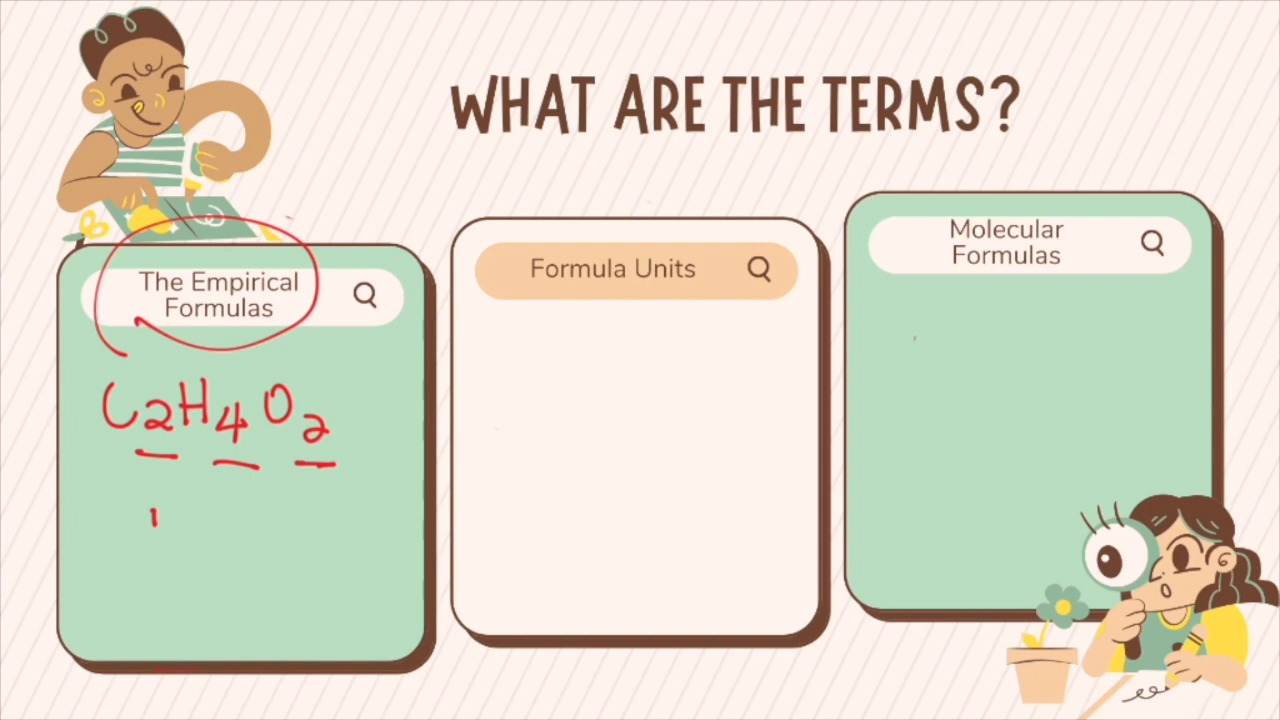 WHAT ARE THE TERMS?
The Empirical
Formulas
C2H4O2
1
Formula Units
Molecular
Formulas